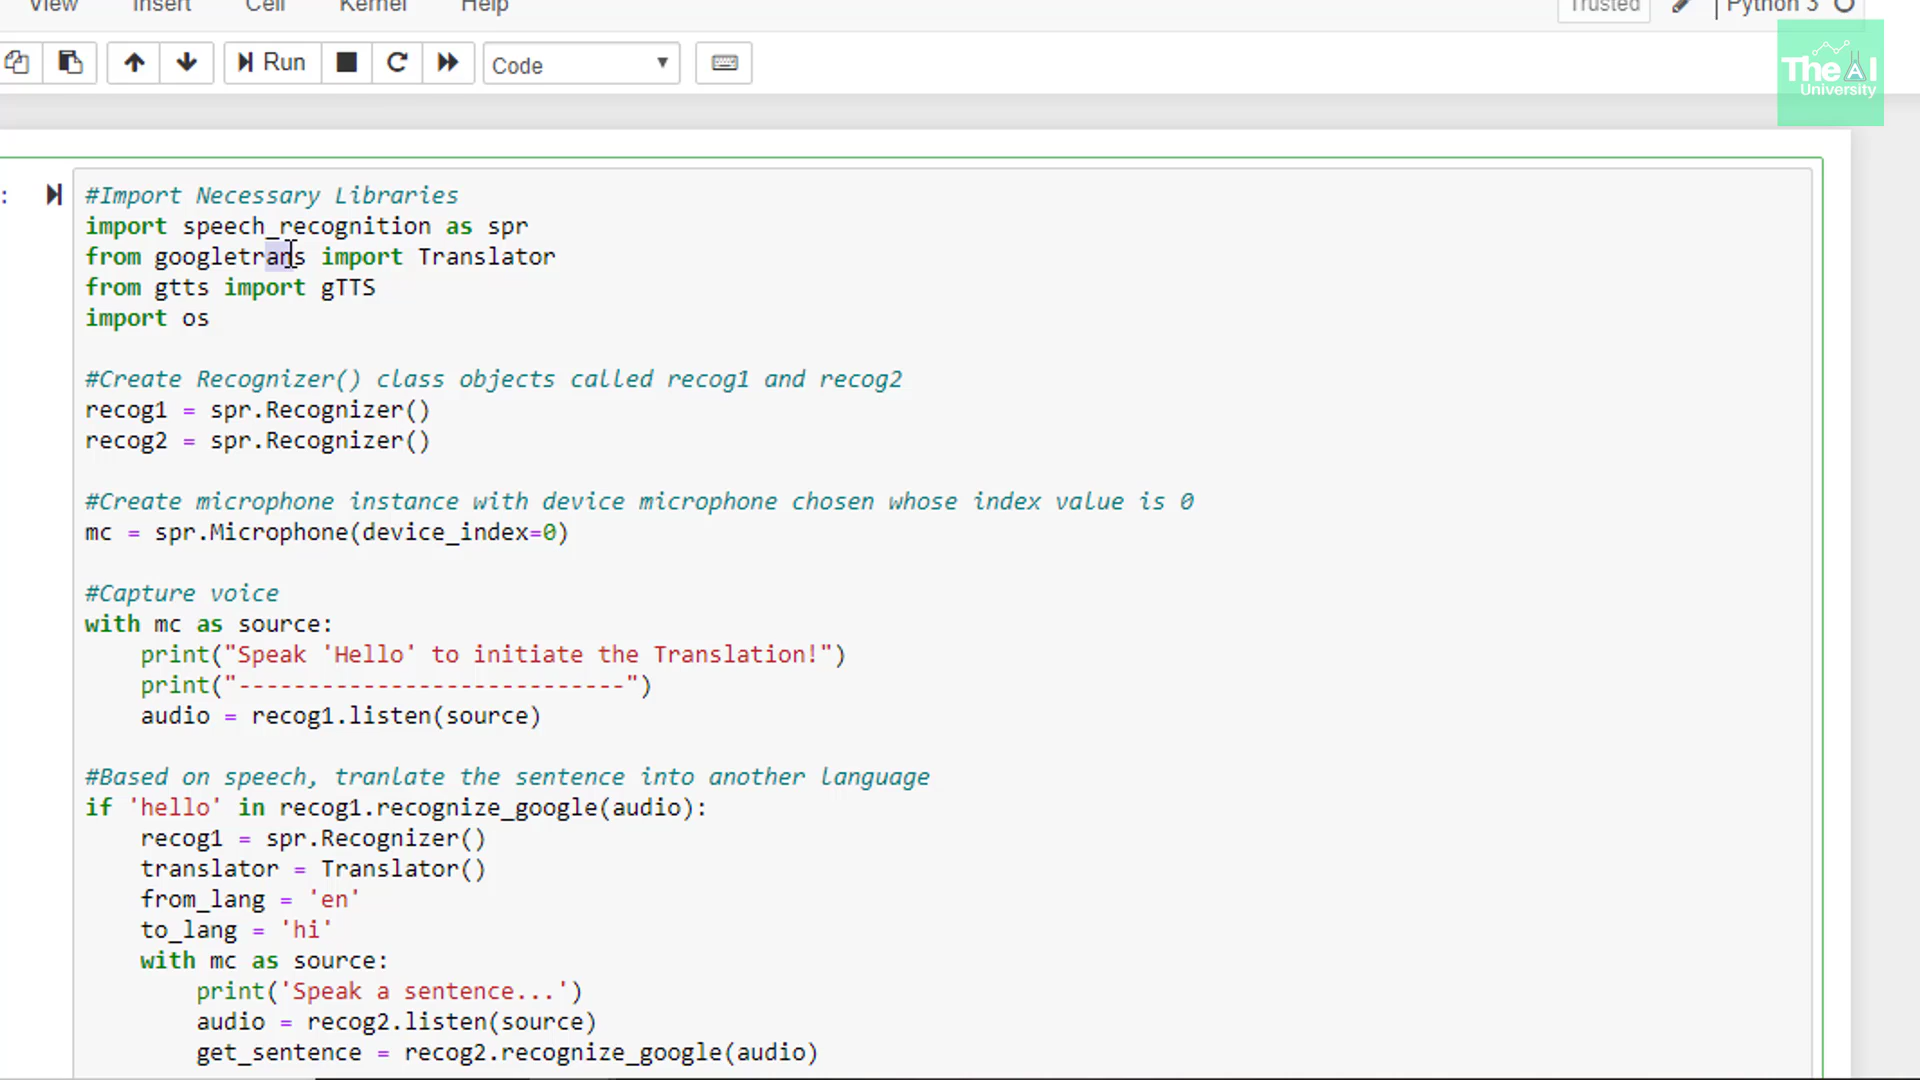 View Insert Cell Kernel Help Trusted Python 3
Run Code
The AI
University
#Import Necessary Libraries
import speech_recognition as spr
from googletrans import Translator
from gtts import gTTS
import os
#Create Recognizer() class objects called recog1 and recog2
recog1 = spr.Recognizer()
recog2 = spr.Recognizer()
#Create microphone instance with device microphone chosen whose index value is 0
mc = spr.Microphone(device_index=0)
#Capture voice
with mc as source:
    print("Speak 'Hello' to initiate the Translation!")
    print("----------------------------")
    audio = recog1.listen(source)
#Based on speech, tranlate the sentence into another language
if 'hello' in recog1.recognize_google(audio):
    recog1 = spr.Recognizer()
    translator = Translator()
    from_lang = 'en'
    to_lang = 'hi'
    with mc as source:
        print('Speak a sentence...')
        audio = recog2.listen(source)
        get_sentence = recog2.recognize_google(audio)